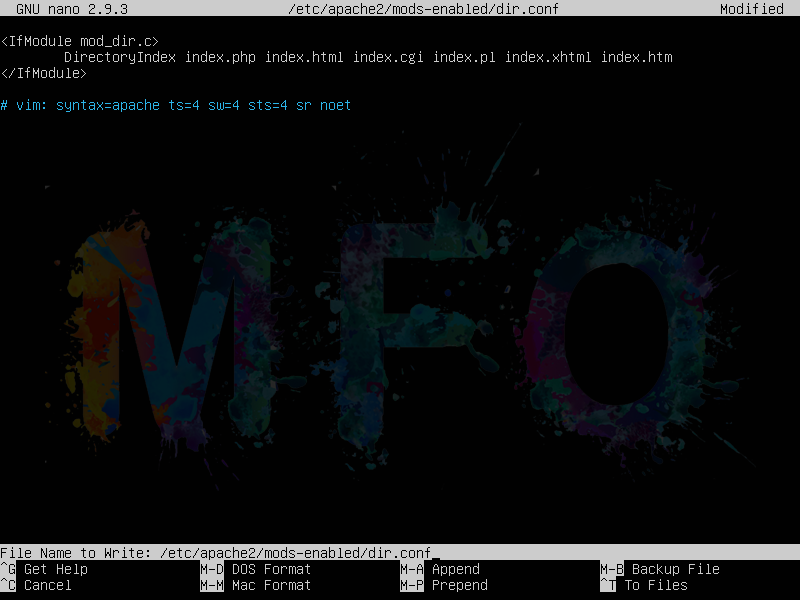 GNU nano 2.9.3 /etc/apache2/mods-enabled/dir.conf Modified
<IfModule mod_dir.c>
DirectoryIndex index.php index.html index.cgi index.pl index.xhtml index.htm
</IfModule>
# vim: syntax=apache ts=4 sw=4 sts=4 sr noet
MFO
File Name to Write: /etc/apache2/mods-enabled/dir.conf
^G Get Help M-D DOS Format M-A Append M-B Backup File
^C Cancel M-M Mac Format M-P Prepend ^T To Files